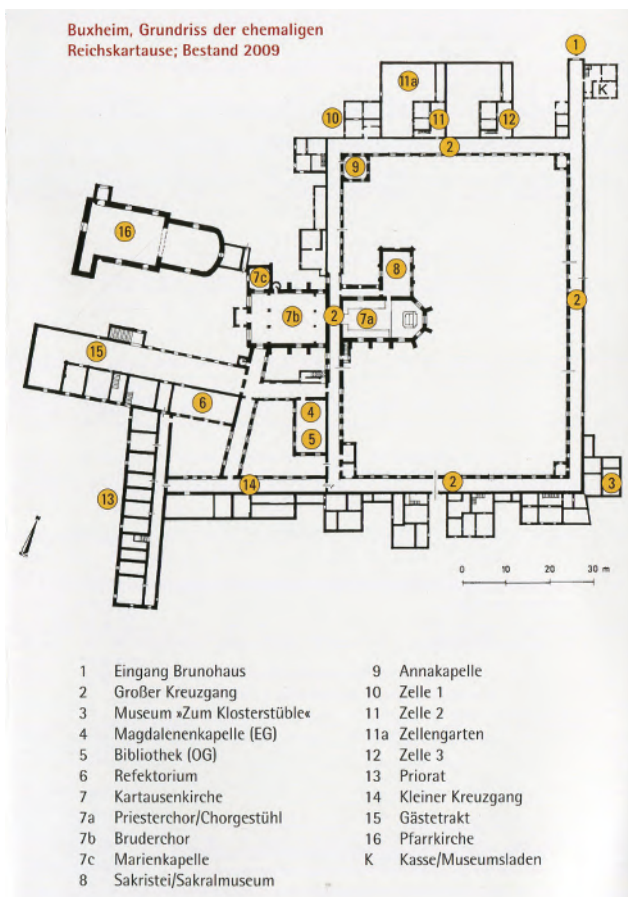 Buxheim, Grundriss der ehemaligen
Reichskartause; Bestand 2009
1
K
11a
10
11
12
2
9
16
8
7c
2
7b
2
7a
15
6
4
5
13
14
2
3
0 10 20 30 m
1 Eingang Brunohaus
2 Großer Kreuzgang
3 Museum »Zum Klosterstüble«
4 Magdalenenkapelle (EG)
5 Bibliothek (OG)
6 Refektorium
7 Kartausenkirche
7a Priesterchor/Chorgestühl
7b Bruderchor
7c Marienkapelle
8 Sakristei/Sakralmuseum
9 Annakapelle
10 Zelle 1
11 Zelle 2
11a Zellengarten
12 Zelle 3
13 Priorat
14 Kleiner Kreuzgang
15 Gästetrakt
16 Pfarrkirche
K Kasse/Museumsladen